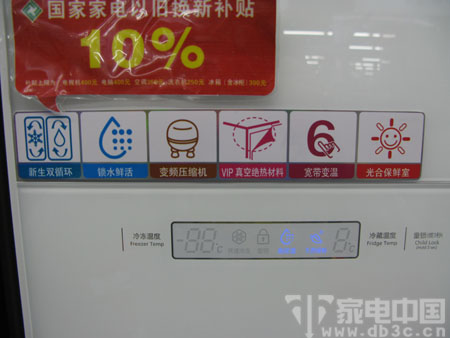 国家家电以旧换新补贴
10%
新生双循环
锁水鲜活
变频压缩机
VIP 真空绝热材料
6
宽带变温
光合保鲜室
冷冻温度
Freezer Temp
-88°C
8°C
冷藏温度
Fridge Temp
Child Lock
家电中国
www.db3c.cn